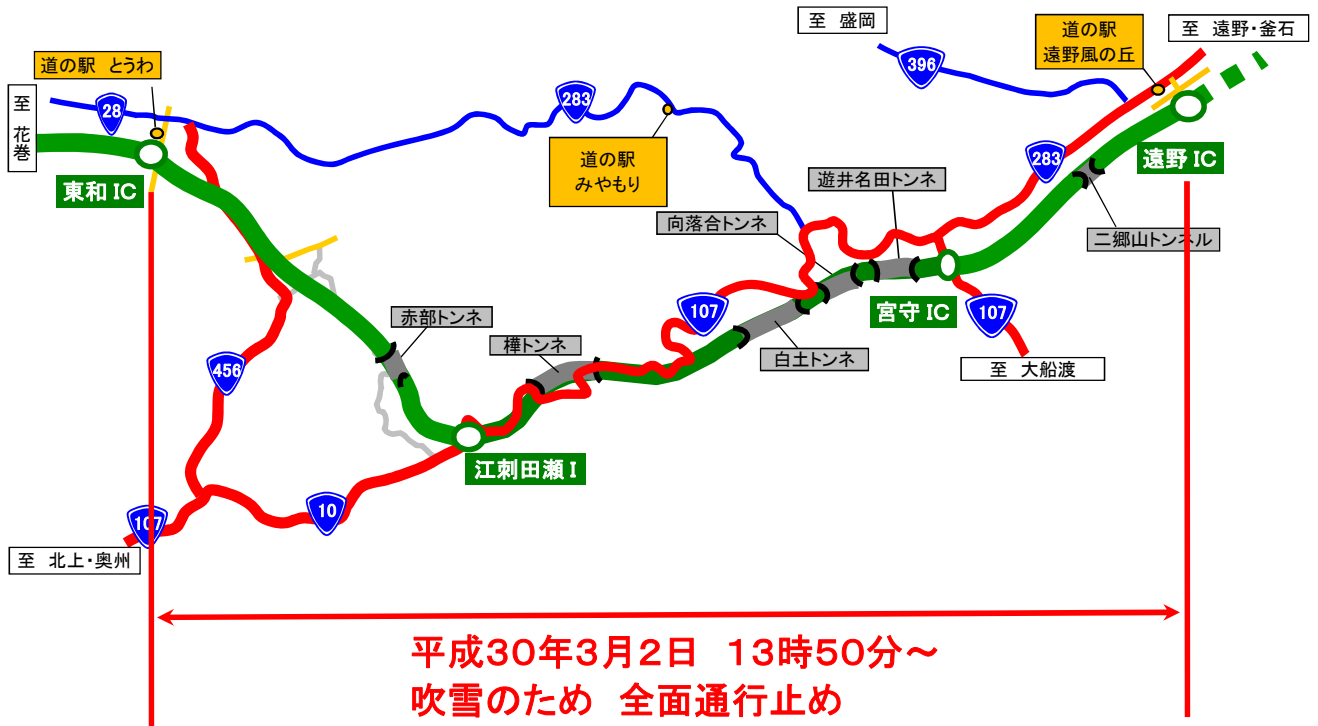 至 盛岡
道の駅
遠野風の丘
至 遠野・釜石
道の駅 とうわ
至 花巻
28
283
396
道の駅
みやもり
283
遠野 IC
東和 IC
遊井名田トンネ
向落合トンネ
二郷山トンネル
赤部トンネ
樺トンネ
107
宮守 IC
107
白土トンネ
至 大船渡
456
江刺田瀬 I
10
107
至 北上・奥州
平成30年3月2日 13時50分~
吹雪のため 全面通行止め